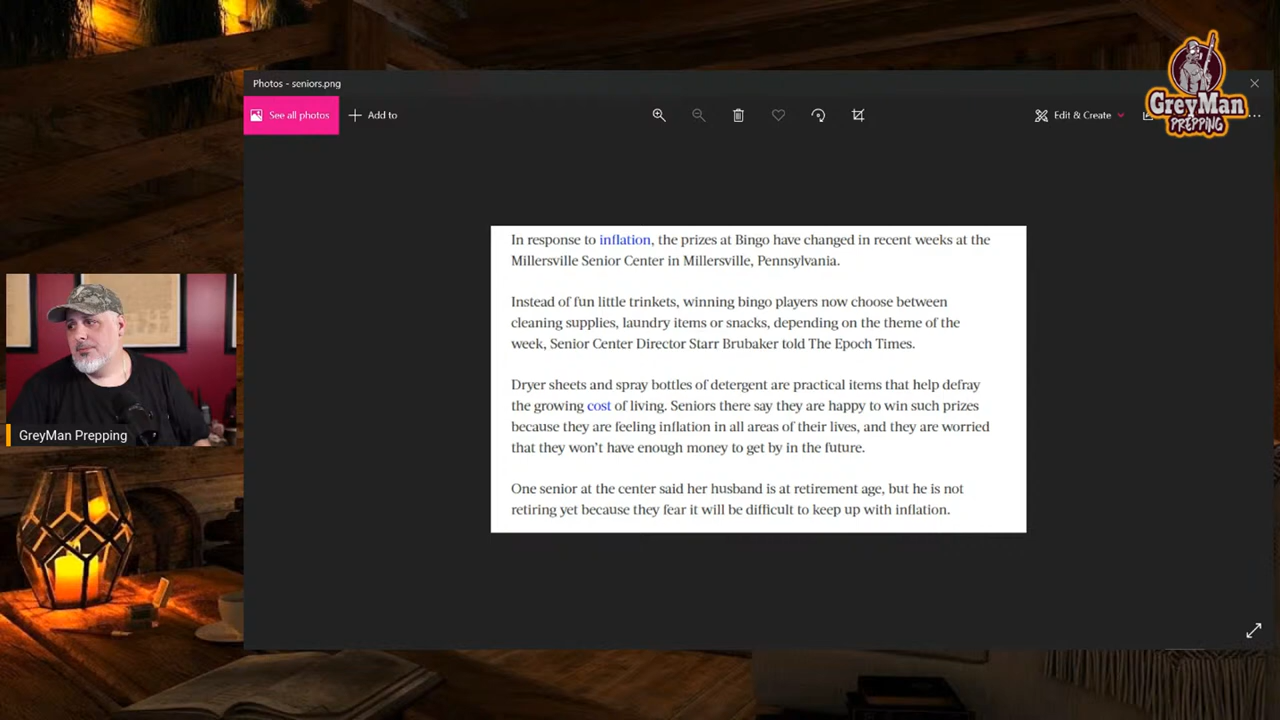 Photos - seniors.png
See all photos
Add to
Edit & Create
GreyMan
PREPPING
In response to inflation, the prizes at Bingo have changed in recent weeks at the
Millersville Senior Center in Millersville, Pennsylvania.
Instead of fun little trinkets, winning bingo players now choose between
cleaning supplies, laundry items or snacks, depending on the theme of the
week, Senior Center Director Starr Brubaker told The Epoch Times.
Dryer sheets and spray bottles of detergent are practical items that help defray
the growing cost of living. Seniors there say they are happy to win such prizes
because they are feeling inflation in all areas of their lives, and they are worried
that they won't have enough money to get by in the future.
One senior at the center said her husband is at retirement age, but he is not
retiring yet because they fear it will be difficult to keep up with inflation.
GreyMan Prepping